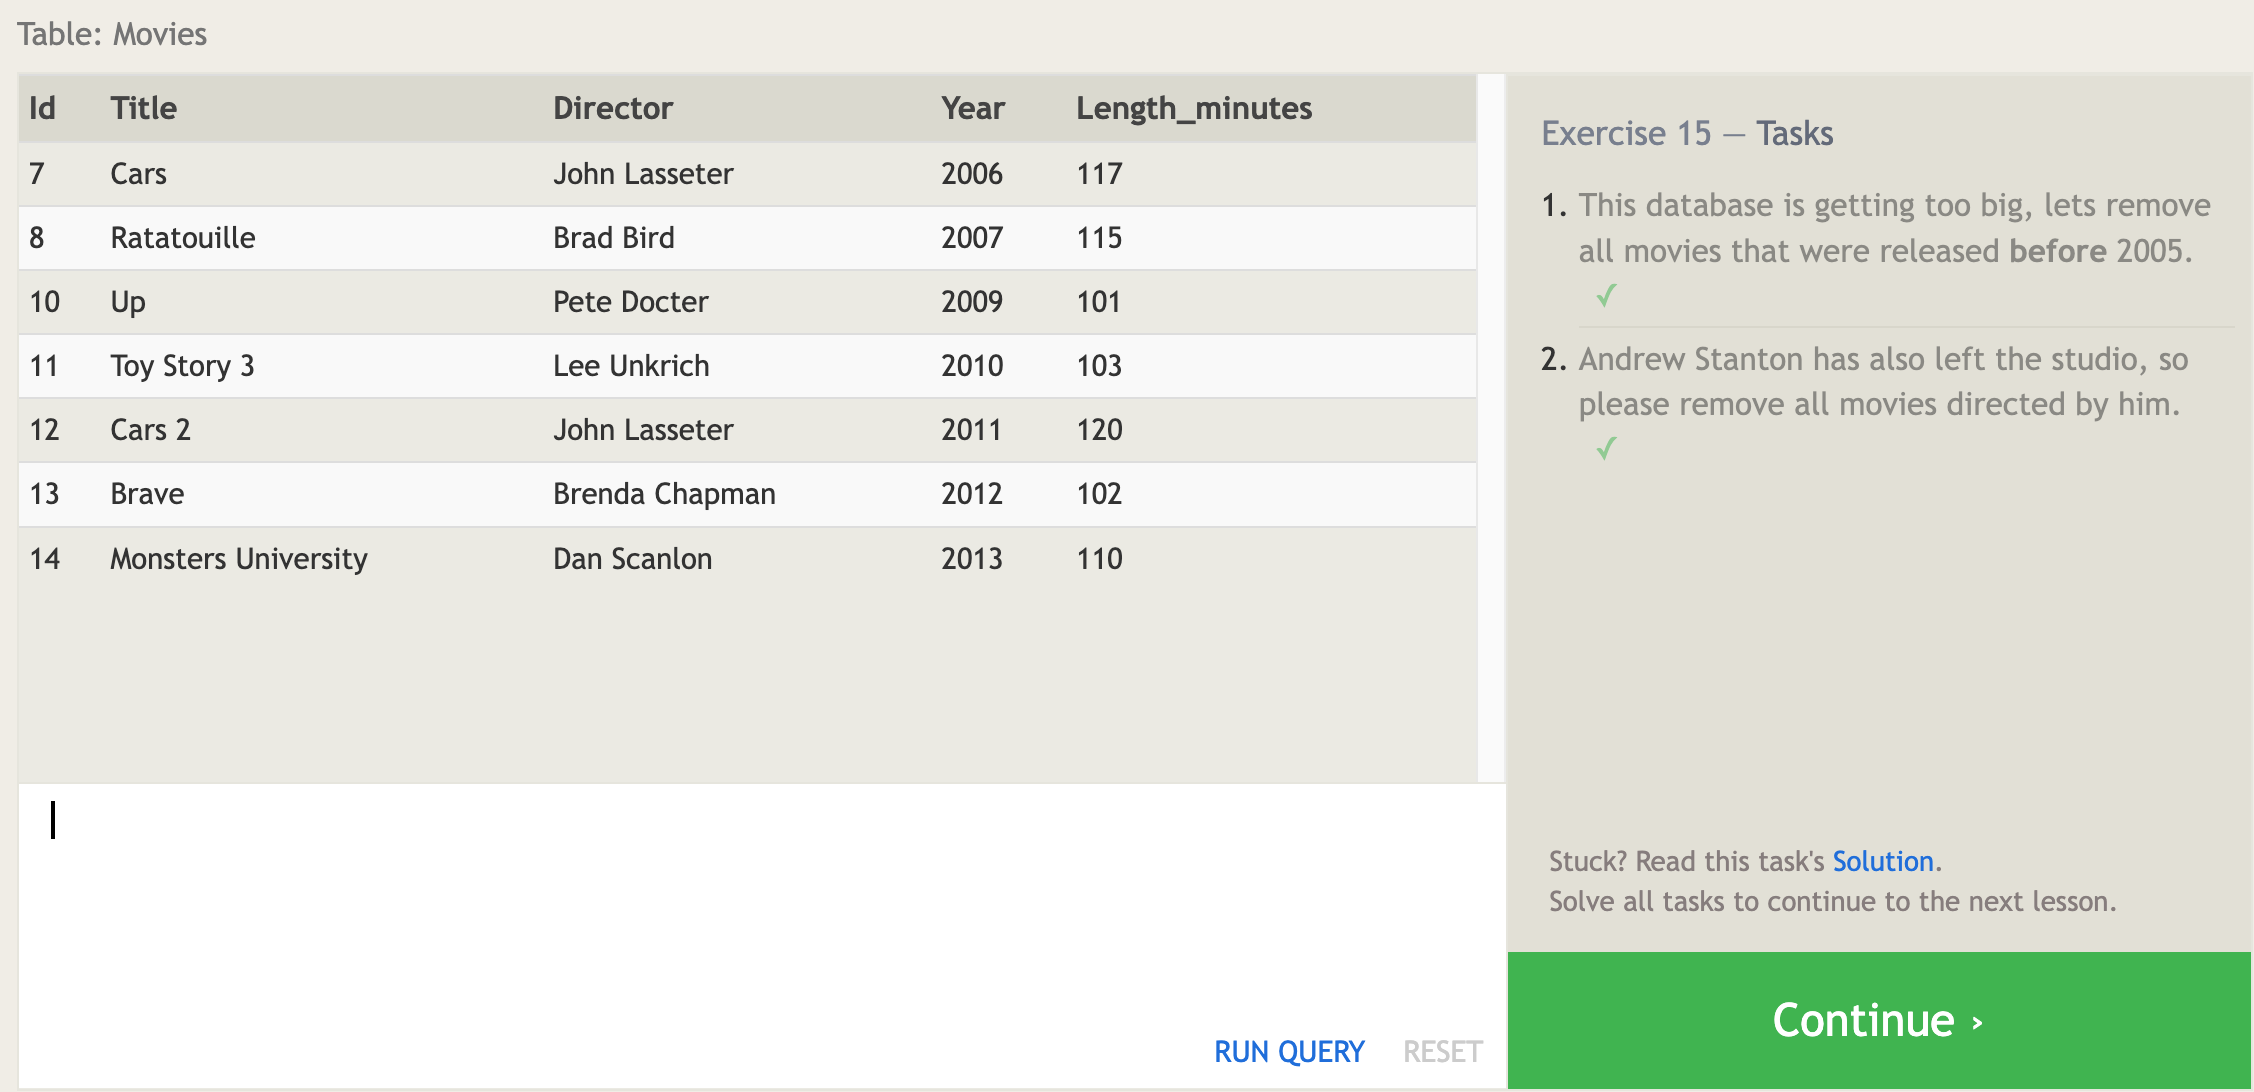 Table: Movies
Id Title Director Year Length_minutes
7 Cars John Lasseter 2006 117
8 Ratatouille Brad Bird 2007 115
10 Up Pete Docter 2009 101
11 Toy Story 3 Lee Unkrich 2010 103
12 Cars 2 John Lasseter 2011 120
13 Brave Brenda Chapman 2012 102
14 Monsters University Dan Scanlon 2013 110
RUN QUERY RESET
Exercise 15 — Tasks
1. This database is getting too big, lets remove
all movies that were released before 2005.
✓
2. Andrew Stanton has also left the studio, so
please remove all movies directed by him.
✓
Stuck? Read this task's Solution.
Solve all tasks to continue to the next lesson.
Continue ›